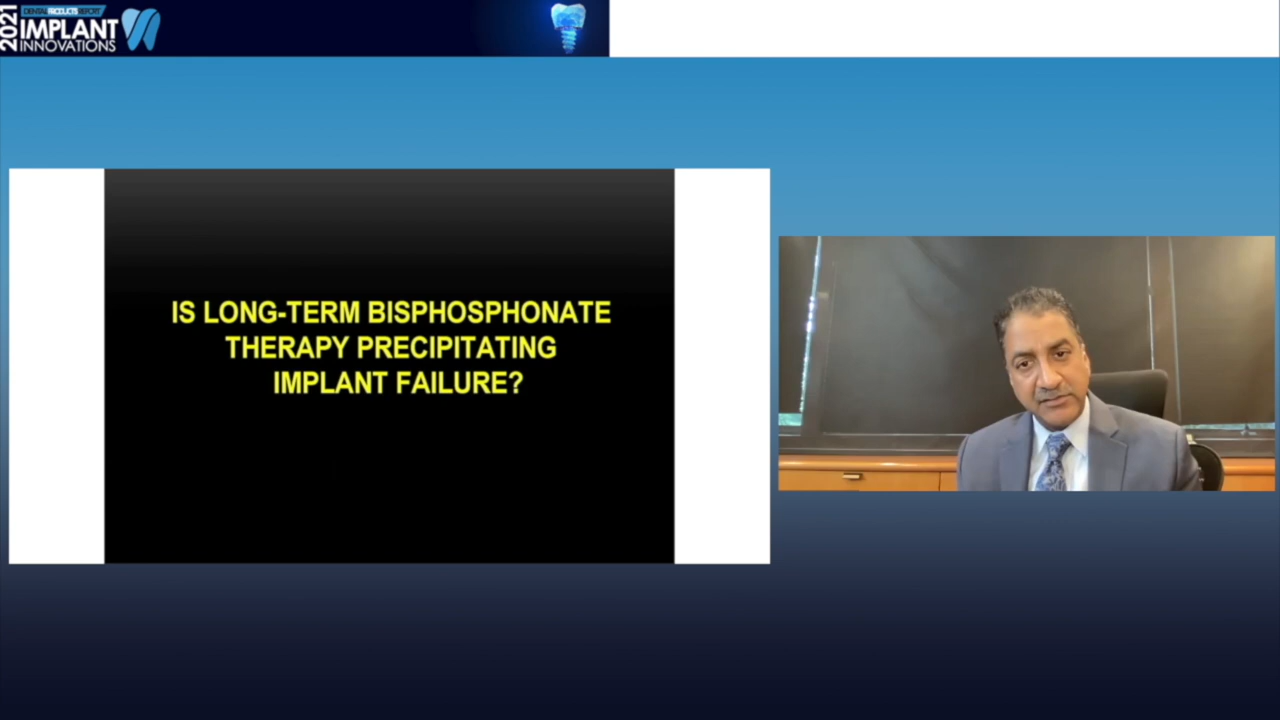 2021
DENTAL PRODUCTS REPORT
IMPLANT
INNOVATIONS
IS LONG-TERM BISPHOSPHONATE
THERAPY PRECIPITATING
IMPLANT FAILURE?